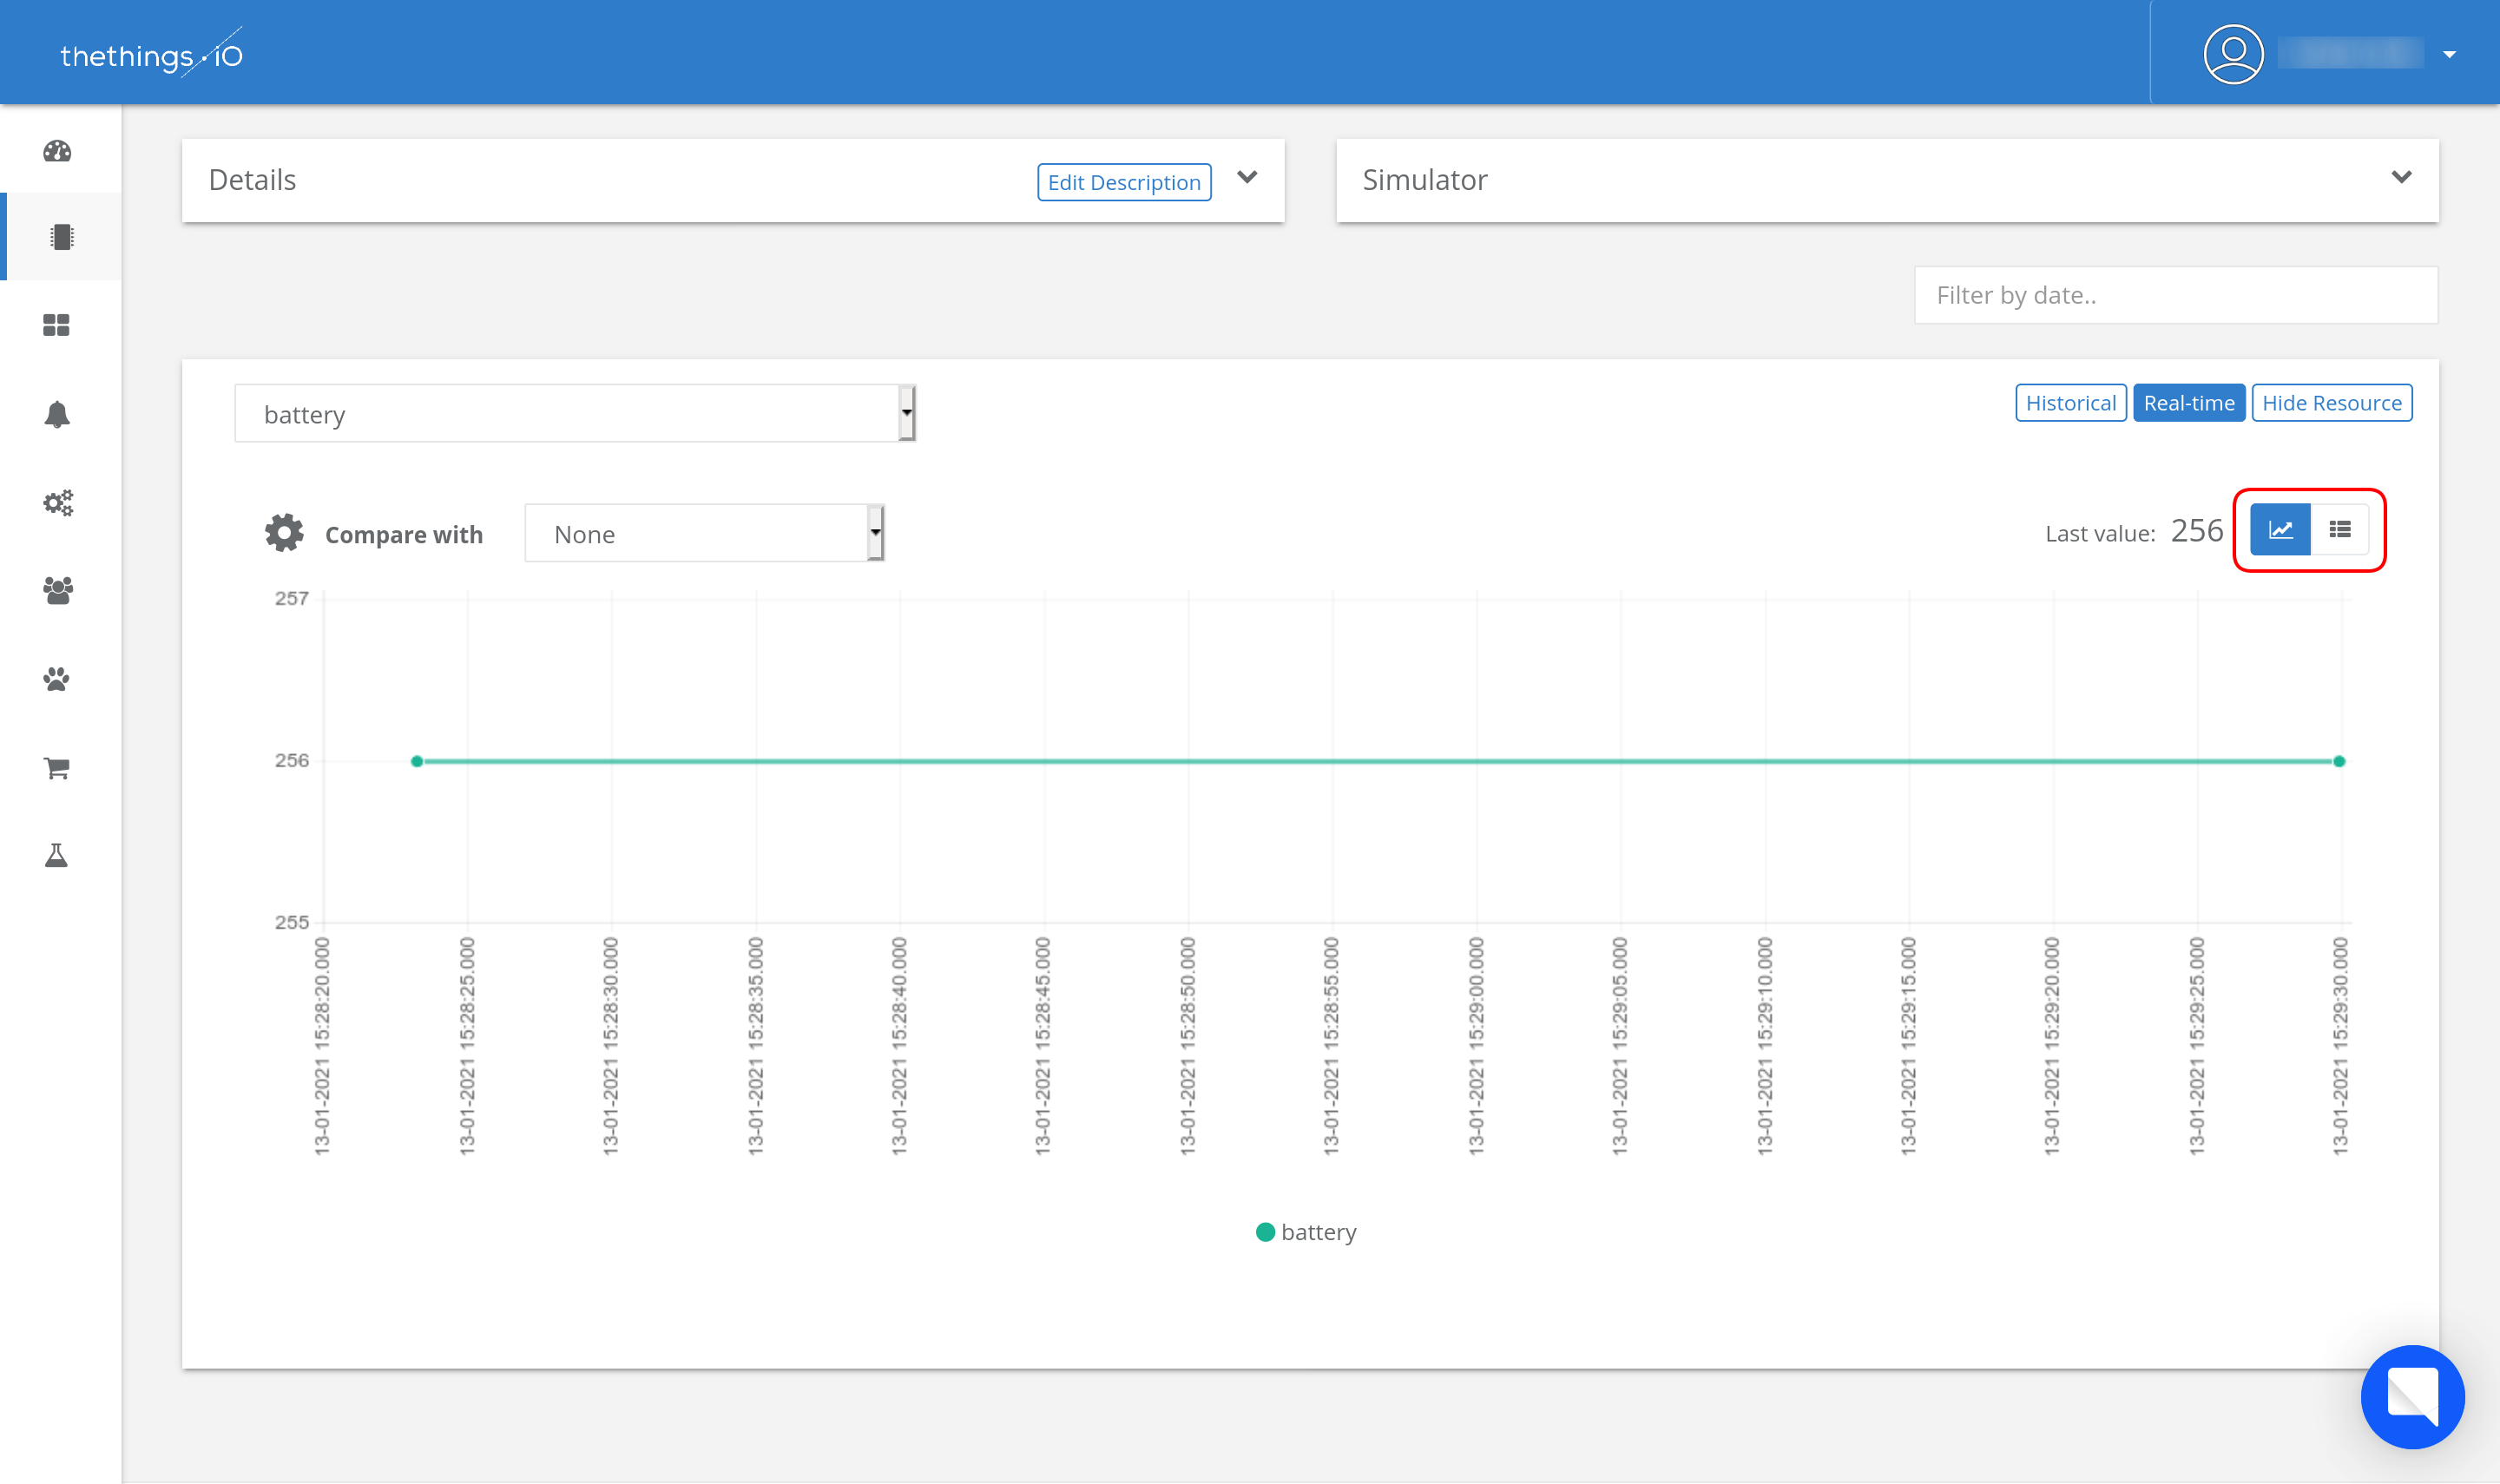 thethings.iO
Details
Edit Description
Simulator
Filter by date..
battery
Historical
Real-time
Hide Resource
Compare with
None
Last value: 256
257
256
255
13-01-2021 15:28:20.000
13-01-2021 15:28:25.000
13-01-2021 15:28:30.000
13-01-2021 15:28:35.000
13-01-2021 15:28:40.000
13-01-2021 15:28:45.000
13-01-2021 15:28:50.000
13-01-2021 15:28:55.000
13-01-2021 15:29:00.000
13-01-2021 15:29:05.000
13-01-2021 15:29:10.000
13-01-2021 15:29:15.000
13-01-2021 15:29:20.000
13-01-2021 15:29:25.000
13-01-2021 15:29:30.000
battery